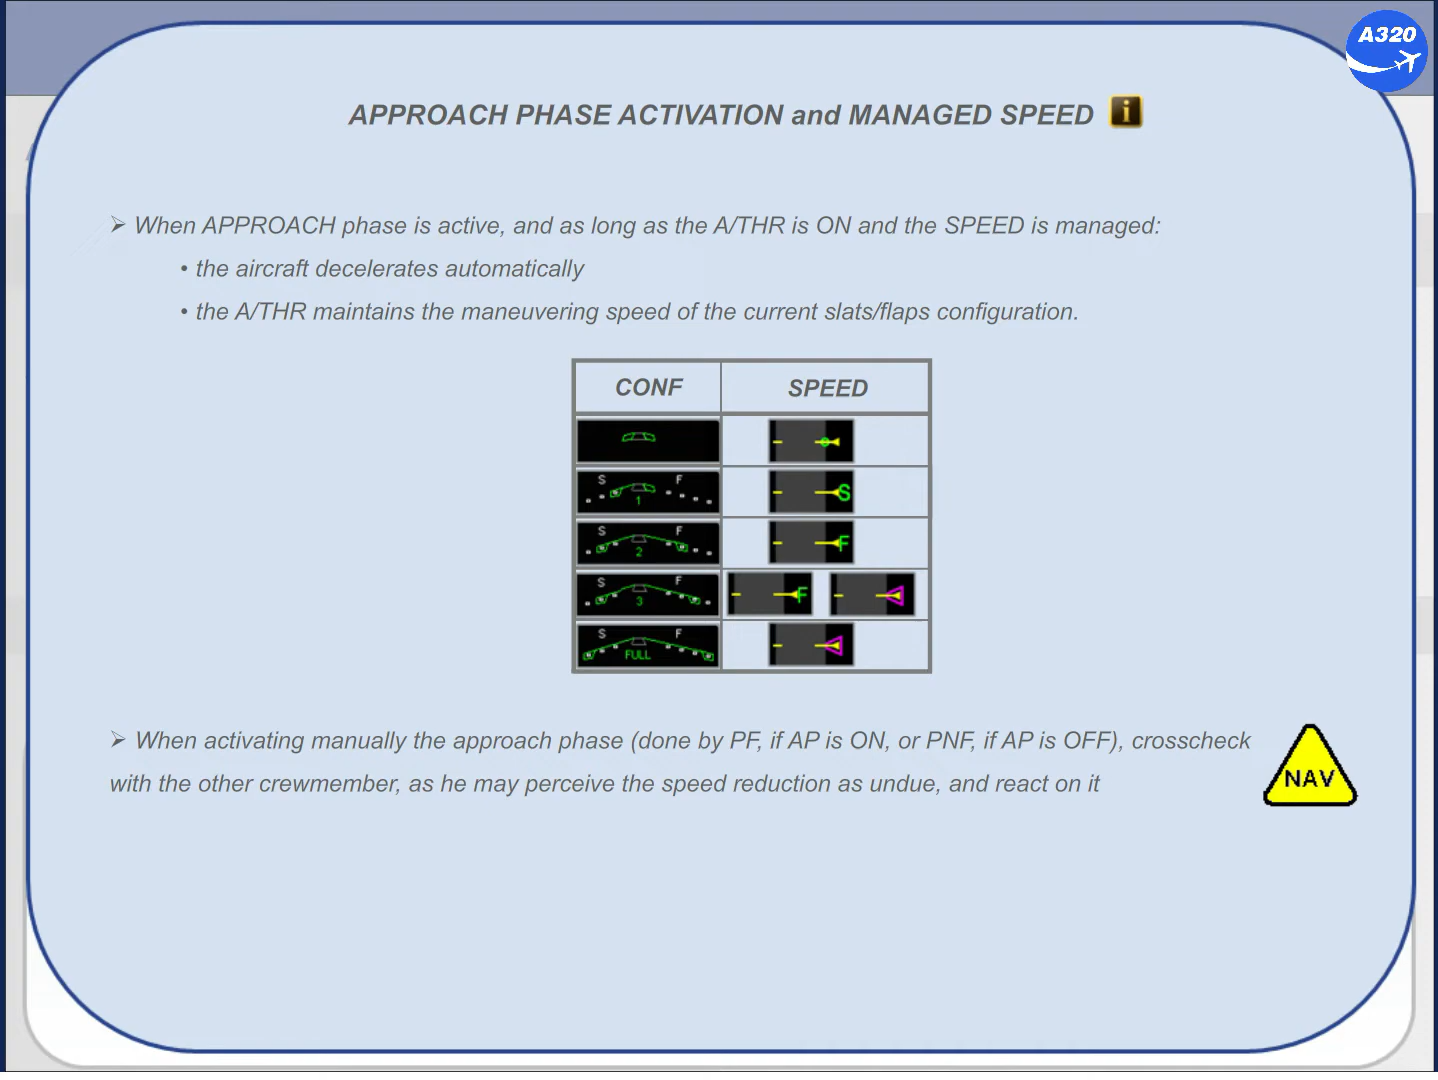 A320
APPROACH PHASE ACTIVATION and MANAGED SPEED i
➢ When APPROACH phase is active, and as long as the A/THR is ON and the SPEED is managed:
• the aircraft decelerates automatically
• the A/THR maintains the maneuvering speed of the current slats/flaps configuration.
CONF SPEED
S F 1 S
S F 2 F
S F 3 F
S F FULL
➢ When activating manually the approach phase (done by PF, if AP is ON, or PNF, if AP is OFF), crosscheck
with the other crewmember, as he may perceive the speed reduction as undue, and react on it
NAV